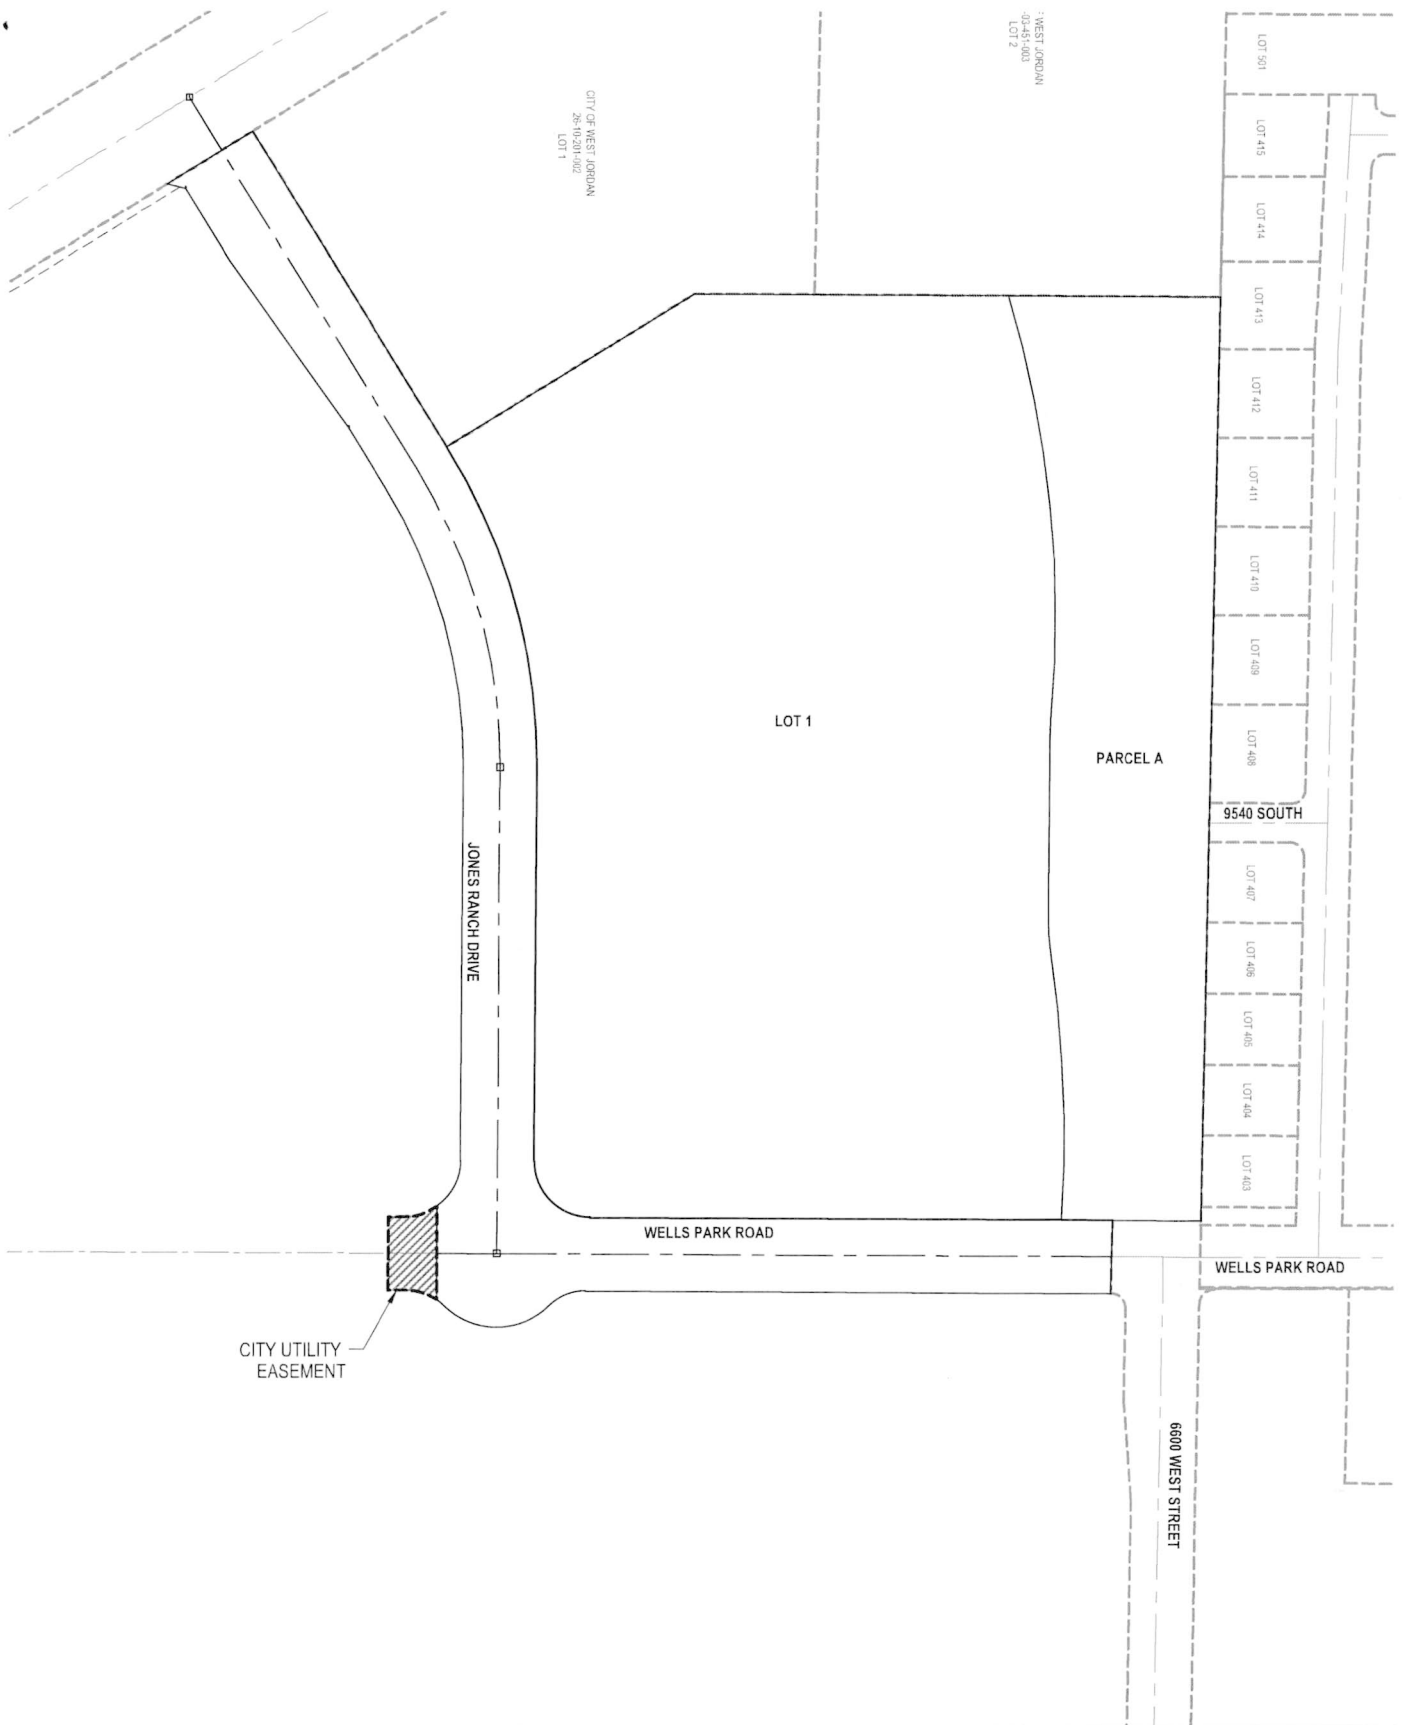 : WEST JORDAN
-03-451-003
LOT 2
CITY OF WEST JORDAN
26-10-201-002
LOT 1
LOT 501
LOT 415
LOT 414
LOT 413
LOT 412
LOT 411
LOT 410
LOT 409
LOT 408
LOT 1
PARCEL A
9540 SOUTH
LOT 407
LOT 406
LOT 405
LOT 404
LOT 403
JONES RANCH DRIVE
WELLS PARK ROAD
WELLS PARK ROAD
CITY UTILITY
EASEMENT
6600 WEST STREET